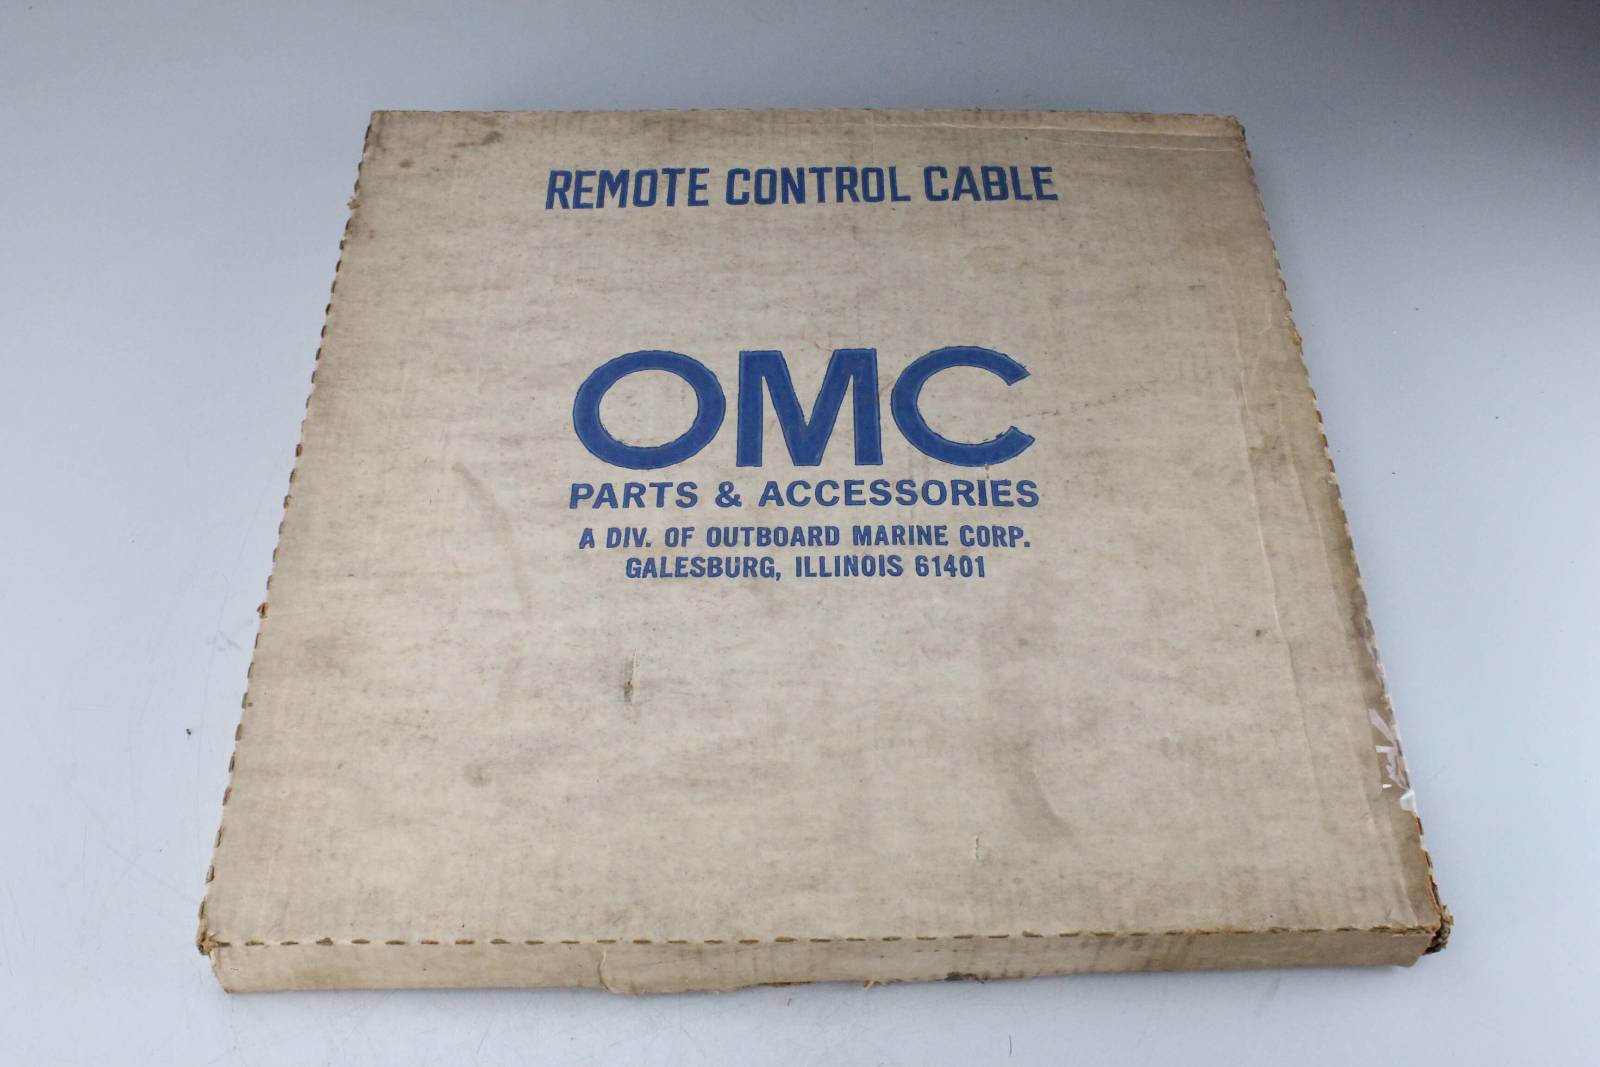 REMOTE CONTROL CABLE
OMC
PARTS & ACCESSORIES
A DIV. OF OUTBOARD MARINE CORP.
GALESBURG, ILLINOIS 61401